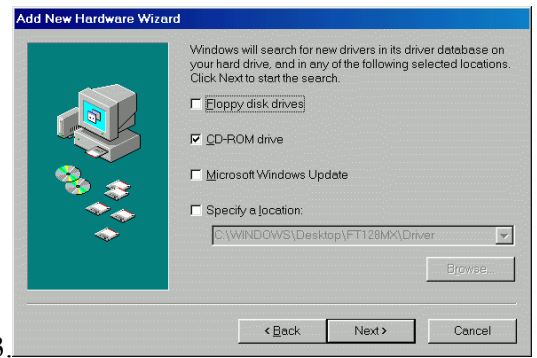 Add New Hardware Wizard
Windows will search for new drivers in its driver database on
your hard drive, and in any of the following selected locations.
Click Next to start the search.
Floppy disk drives
CD-ROM drive
Microsoft Windows Update
Specify a location:
C:\WINDOWS\Desktop\FT128MX\Driver
Browse...
< Back Next > Cancel
3.